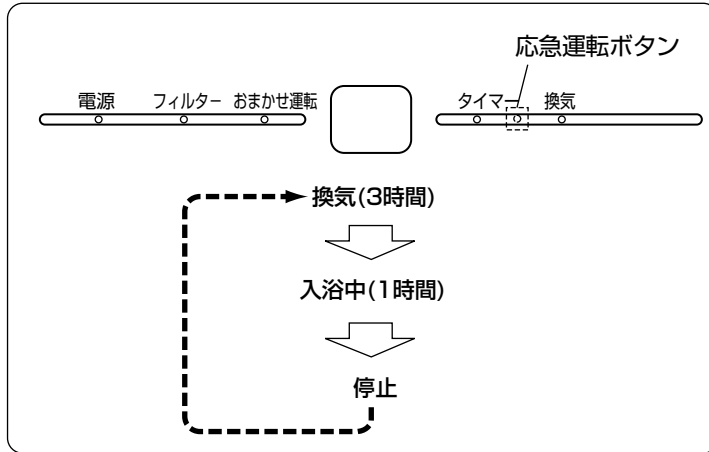 応急運転ボタン
電源 フィルター おまかせ運転 タイマー 換気
換気(3時間)
入浴中(1時間)
停止